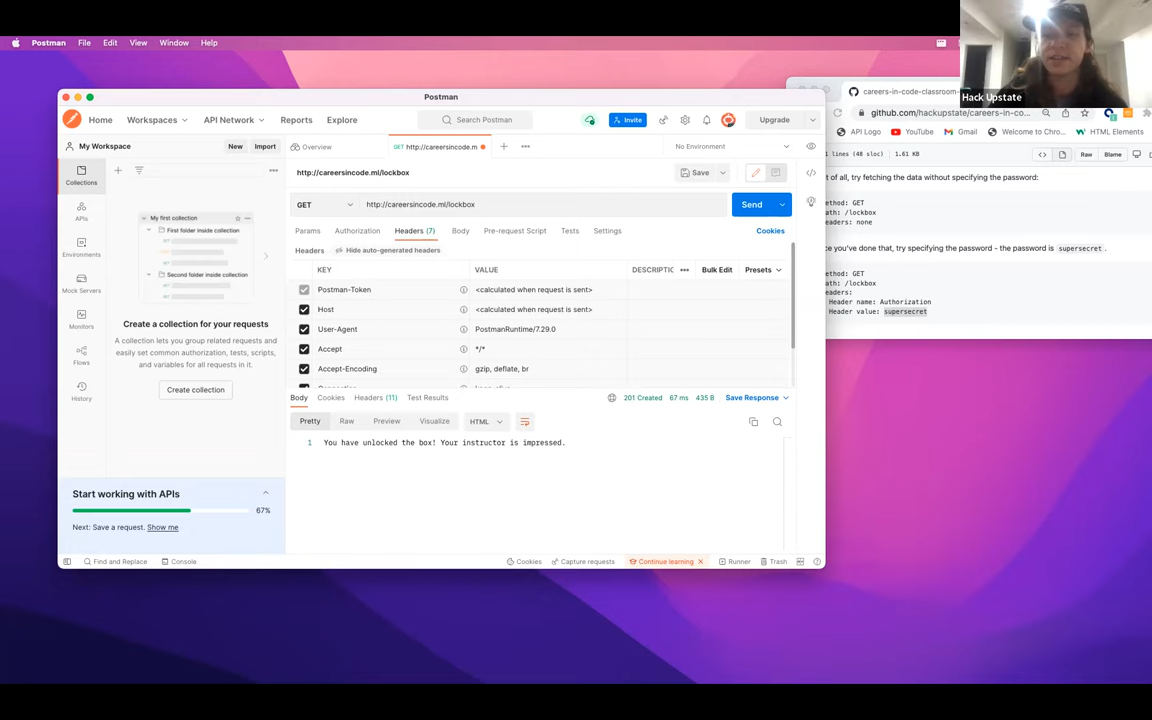 Postman File Edit View Window Help
Hack Upstate
Postman
careers-in-code-classroom-
Home Workspaces API Network Reports Explore
Search Postman
Invite
Upgrade
github.com/hackupstate/careers-in-co...
API Logo YouTube Gmail Welcome to Chro... HTML Elements
My Workspace
New Import
Overview
GET http://careersincode.m
No Environment
lines (48 sloc) 1.61 KB
Raw Blame
Collections
APIs
Environments
Mock Servers
Monitors
Flows
History
My first collection
First folder inside collection
Second folder inside collection
Create a collection for your requests
A collection lets you group related requests and
easily set common authorization, tests, scripts,
and variables for all requests in it.
Create collection
Start working with APIs
67%
Next: Save a request. Show me
http://careersincode.ml/lockbox
Save
GET http://careersincode.ml/lockbox Send
Params Authorization Headers (7) Body Pre-request Script Tests Settings Cookies
Headers Hide auto-generated headers
KEY VALUE DESCRIPTIO Bulk Edit Presets
Postman-Token <calculated when request is sent>
Host <calculated when request is sent>
User-Agent PostmanRuntime/7.29.0
Accept */*
Accept-Encoding gzip, deflate, br
Body Cookies Headers (11) Test Results 201 Created 67 ms 435 B Save Response
Pretty Raw Preview Visualize HTML
1 You have unlocked the box! Your instructor is impressed.
Find and Replace Console Cookies Capture requests Continue learning Runner Trash
t of all, try fetching the data without specifying the password:
ethod: GET
ath: /lockbox
eaders: none
ce you've done that, try specifying the password - the password is supersecret .
ethod: GET
ath: /lockbox
eaders:
Header name: Authorization
Header value: supersecret